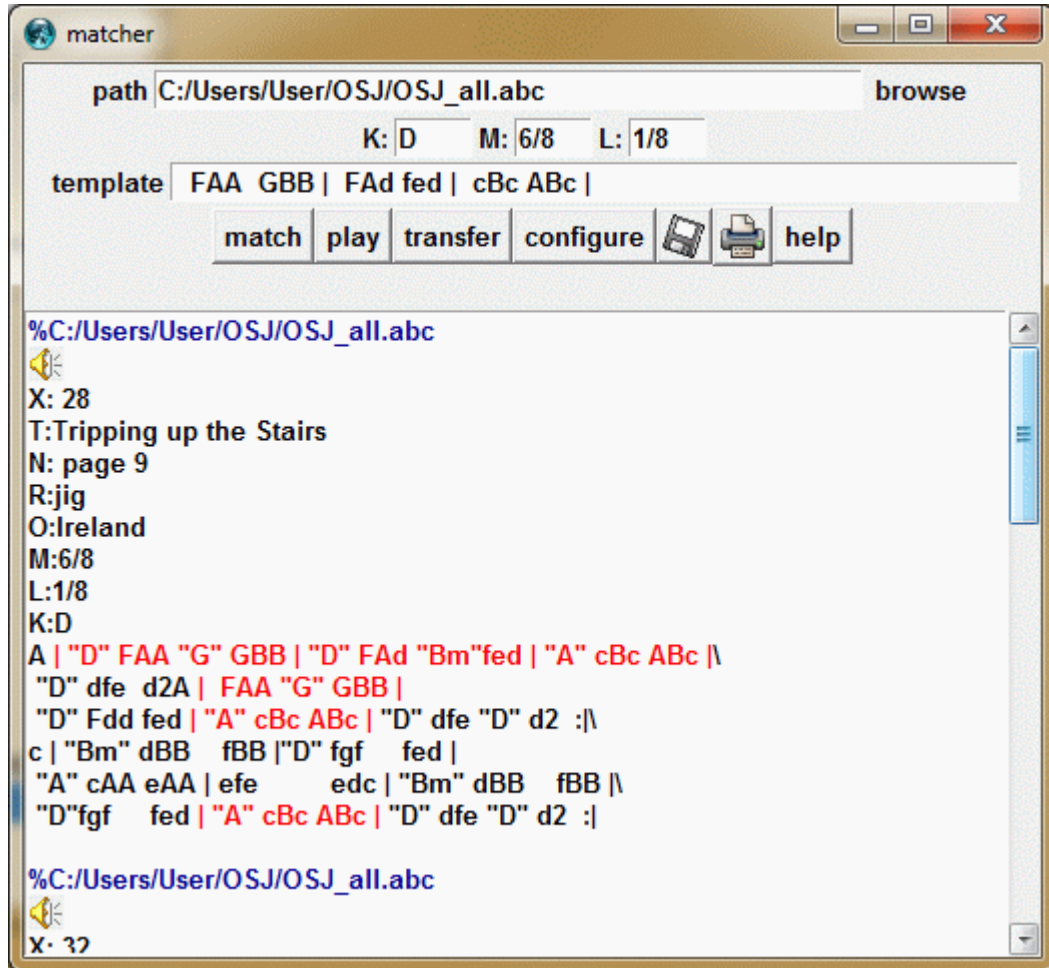 matcher
path C:/Users/User/OSJ/OSJ_all.abc browse
K: D M: 6/8 L: 1/8
template FAA GBB | FAd fed | cBc ABc |
match play transfer configure help
%C:/Users/User/OSJ/OSJ_all.abc
X: 28
T:Tripping up the Stairs
N: page 9
R:jig
O:Ireland
M:6/8
L:1/8
K:D
A | "D" FAA "G" GBB | "D" FAd "Bm"fed | "A" cBc ABc |\
"D" dfe d2A | FAA "G" GBB |
"D" Fdd fed | "A" cBc ABc | "D" dfe "D" d2 :|\
c | "Bm" dBB fBB |"D" fgf fed |
"A" cAA eAA | efe edc | "Bm" dBB fBB |\
"D"fgf fed | "A" cBc ABc | "D" dfe "D" d2 :|
%C:/Users/User/OSJ/OSJ_all.abc
X: 32